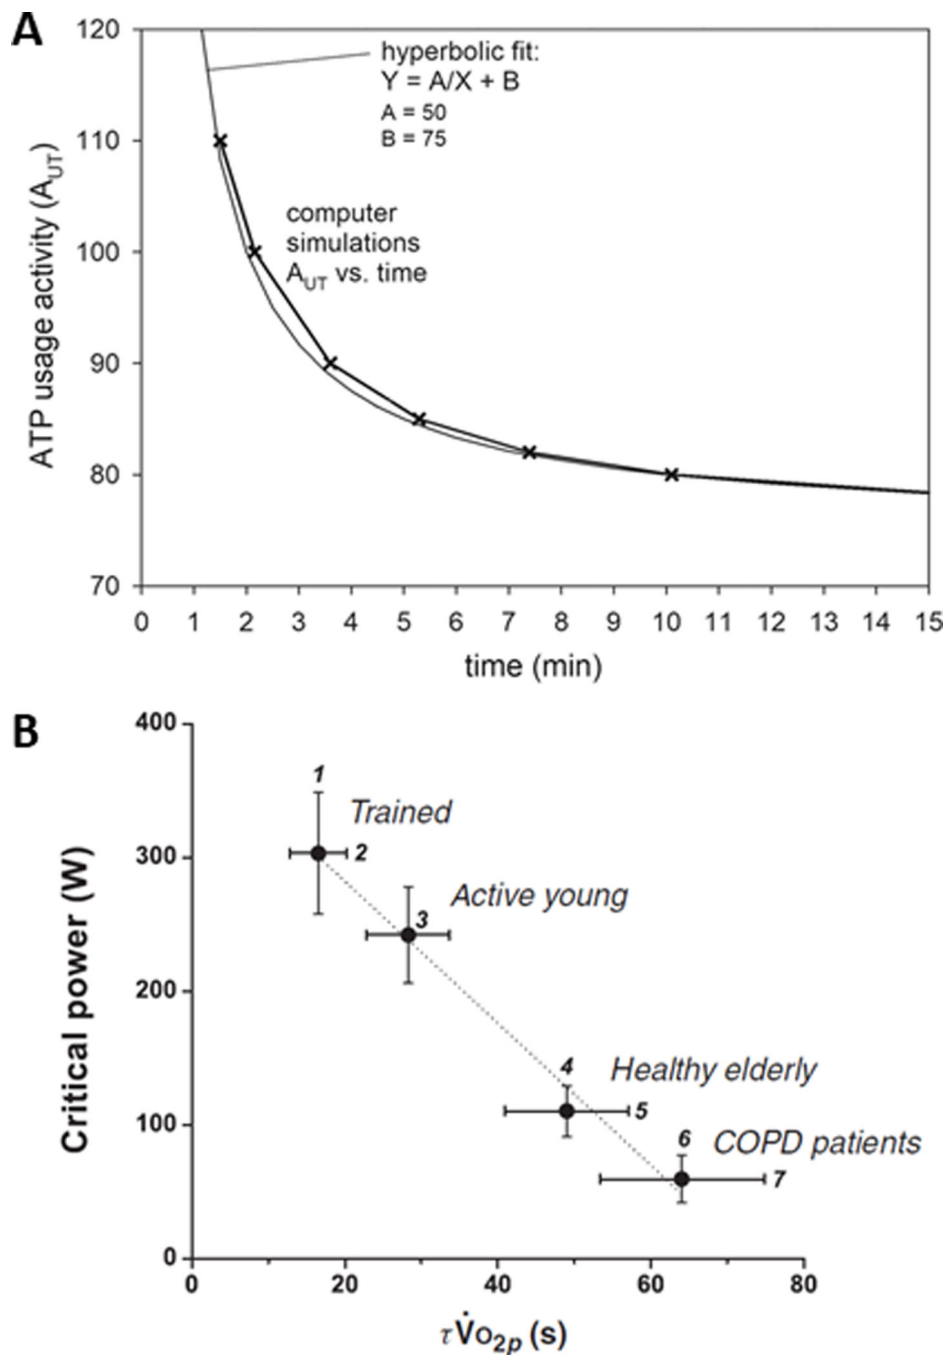 A
120
110
100
90
80
70
ATP usage activity (A_UT)
hyperbolic fit:
Y = A/X + B
A = 50
B = 75
computer
simulations
A_UT vs. time
0 1 2 3 4 5 6 7 8 9 10 11 12 13 14 15
time (min)
B
400
300
200
100
0
Critical power (W)
1
Trained
2
Active young
3
4
Healthy elderly
5
6
COPD patients
7
0 20 40 60 80
τV̇O2p (s)